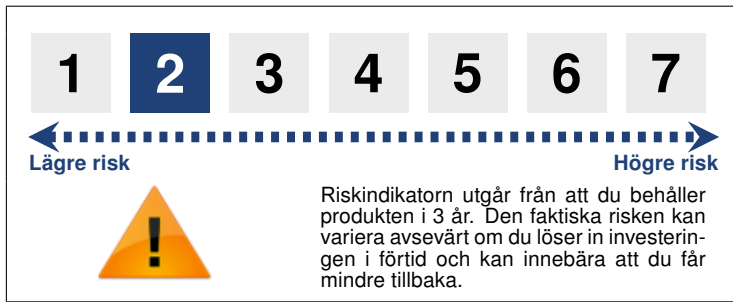 1 2 3 4 5 6 7
Lägre risk Högre risk
!
Riskindikatorn utgår från att du behåller
produkten i 3 år. Den faktiska risken kan
variera avsevärt om du löser in investerin-
gen i förtid och kan innebära att du får
mindre tillbaka.